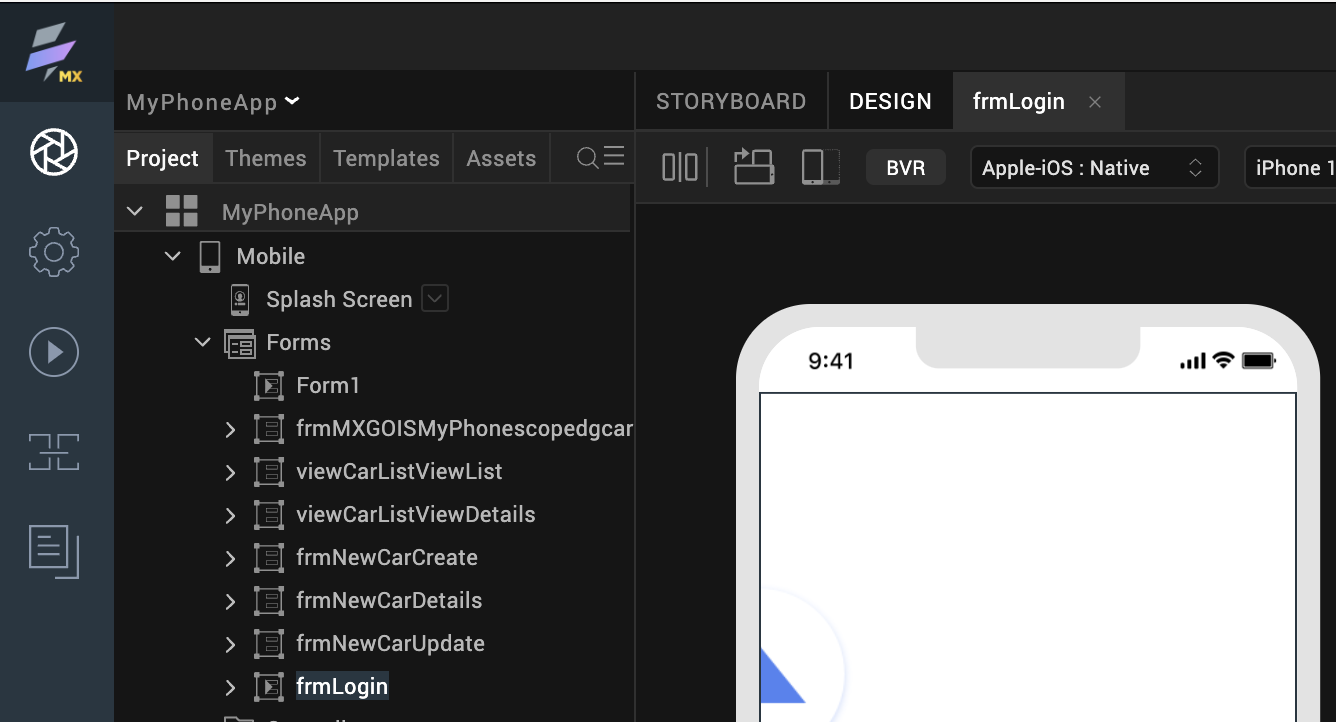 MX
MyPhoneApp
STORYBOARD
DESIGN
frmLogin
Project
Themes
Templates
Assets
BVR
Apple-iOS : Native
iPhone 1
MyPhoneApp
Mobile
Splash Screen
Forms
Form1
frmMXGOISMyPhonescopedgcar
viewCarListViewList
viewCarListViewDetails
frmNewCarCreate
frmNewCarDetails
frmNewCarUpdate
frmLogin
9:41